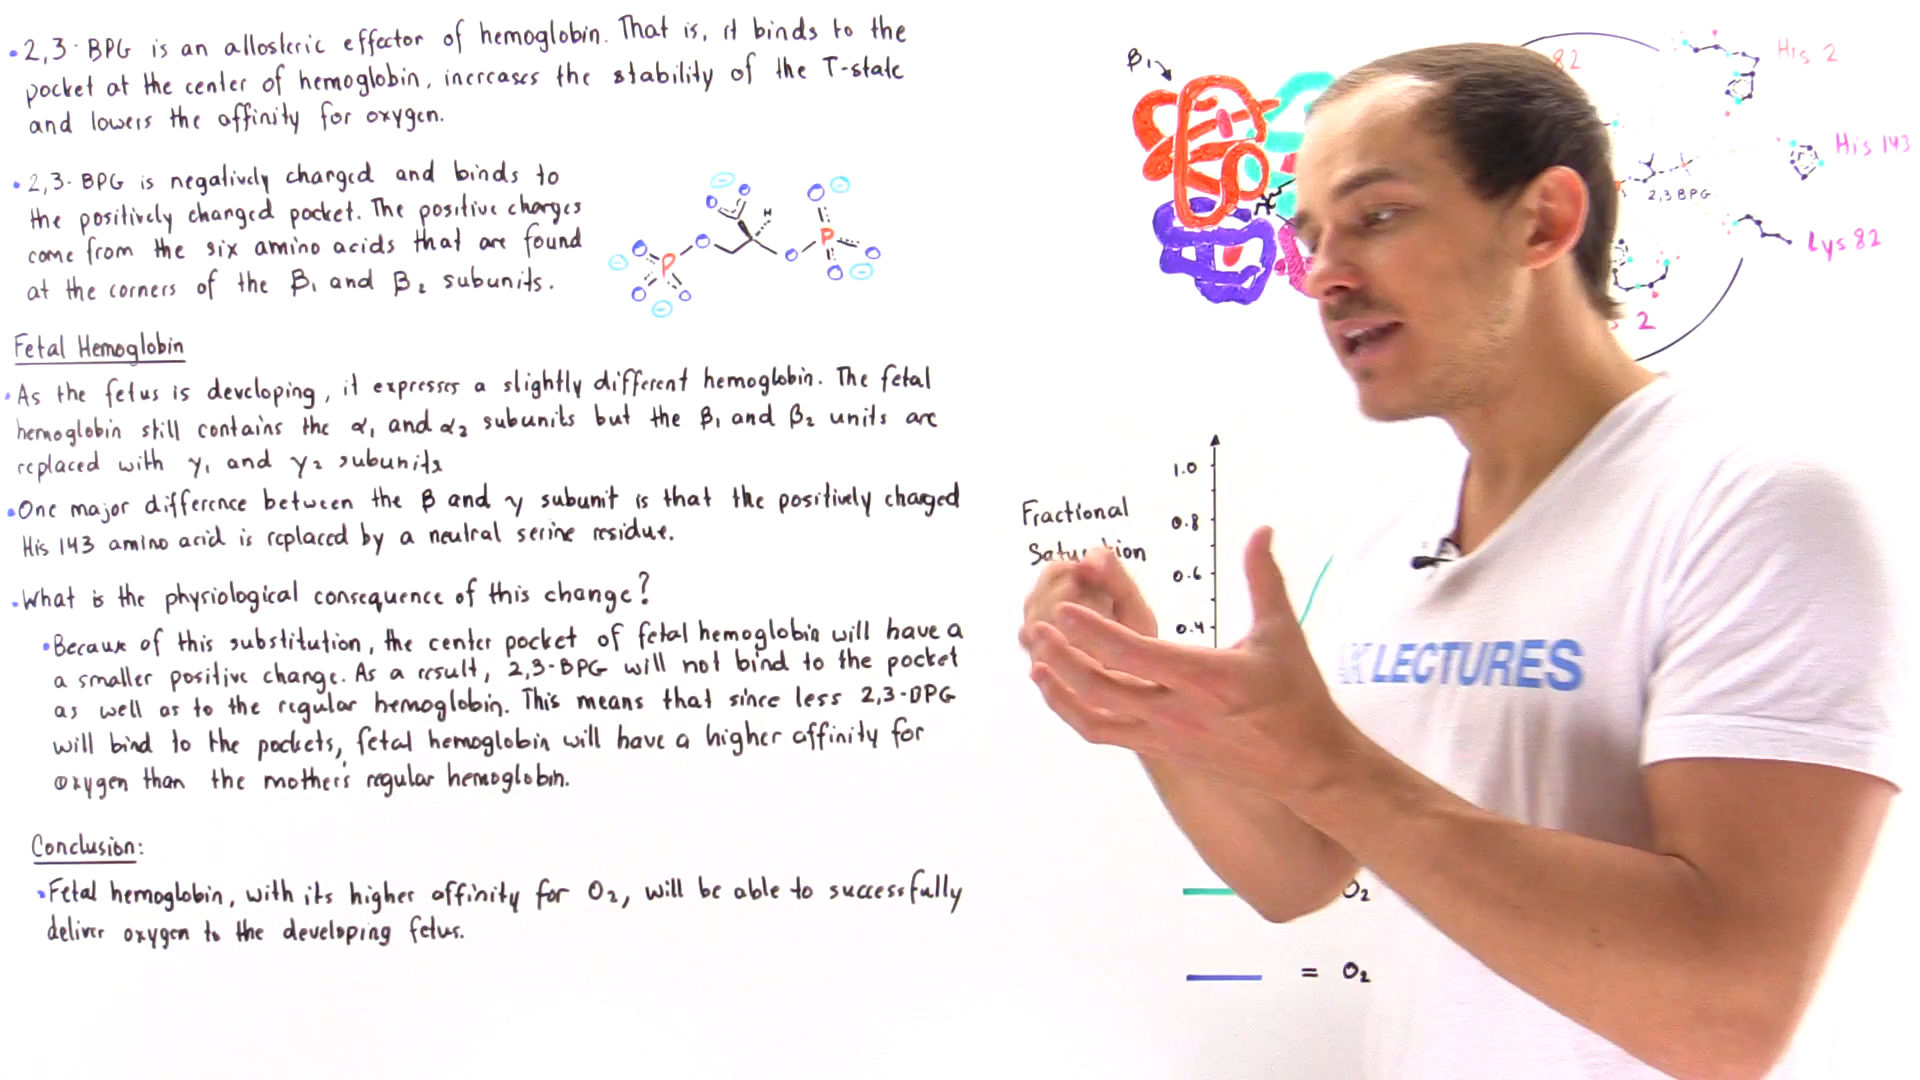 • 2,3-BPG is an allosteric effector of hemoglobin. That is, it binds to the
pocket at the center of hemoglobin, increases the stability of the T-state
and lowers the affinity for oxygen.
• 2,3-BPG is negatively charged and binds to
the positively changed pocket. The positive charges
come from the six amino acids that are found
at the corners of the β₁ and β₂ subunits.
Fetal Hemoglobin
• As the fetus is developing, it expresses a slightly different hemoglobin. The fetal
hemoglobin still contains the α₁ and α₂ subunits but the β₁ and β₂ units are
replaced with γ₁ and γ₂ subunits
• One major difference between the β and γ subunit is that the positively charged
His 143 amino acid is replaced by a neutral serine residue.
• What is the physiological consequence of this change?
• Because of this substitution, the center pocket of fetal hemoglobin will have a
a smaller positive change. As a result, 2,3-BPG will not bind to the pocket
as well as to the regular hemoglobin. This means that since less 2,3-BPG
will bind to the pockets, fetal hemoglobin will have a higher affinity for
oxygen than the mother's regular hemoglobin.
Conclusion:
• Fetal hemoglobin, with its higher affinity for O₂, will be able to successfully
deliver oxygen to the developing fetus.
P
H
P
β₁
82
His 2
His 143
2,3 BPG
Lys 82
2
1.0
Fractional
0.8
0.6
0.4
LECTURES
O₂
= O₂